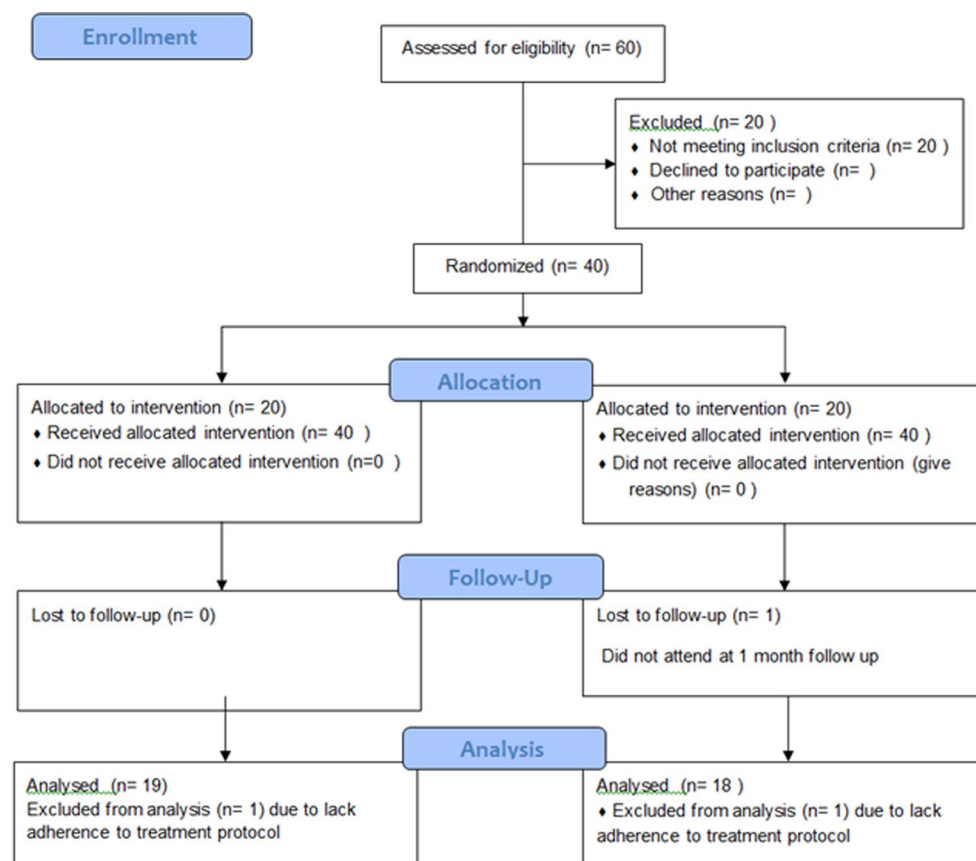 Enrollment
Assessed for eligibility (n= 60)
Excluded (n= 20 )
♦ Not meeting inclusion criteria (n= 20 )
♦ Declined to participate (n= )
♦ Other reasons (n= )
Randomized (n= 40)
Allocation
Allocated to intervention (n= 20)
♦ Received allocated intervention (n= 40 )
♦ Did not receive allocated intervention (n=0 )
Allocated to intervention (n= 20)
♦ Received allocated intervention (n= 40)
♦ Did not receive allocated intervention (give
reasons) (n= 0 )
Follow-Up
Lost to follow-up (n= 0)
Lost to follow-up (n= 1)
Did not attend at 1 month follow up
Analysis
Analysed (n= 19)
Excluded from analysis (n= 1) due to lack
adherence to treatment protocol
Analysed (n= 18 )
♦ Excluded from analysis (n= 1) due to lack
adherence to treatment protocol